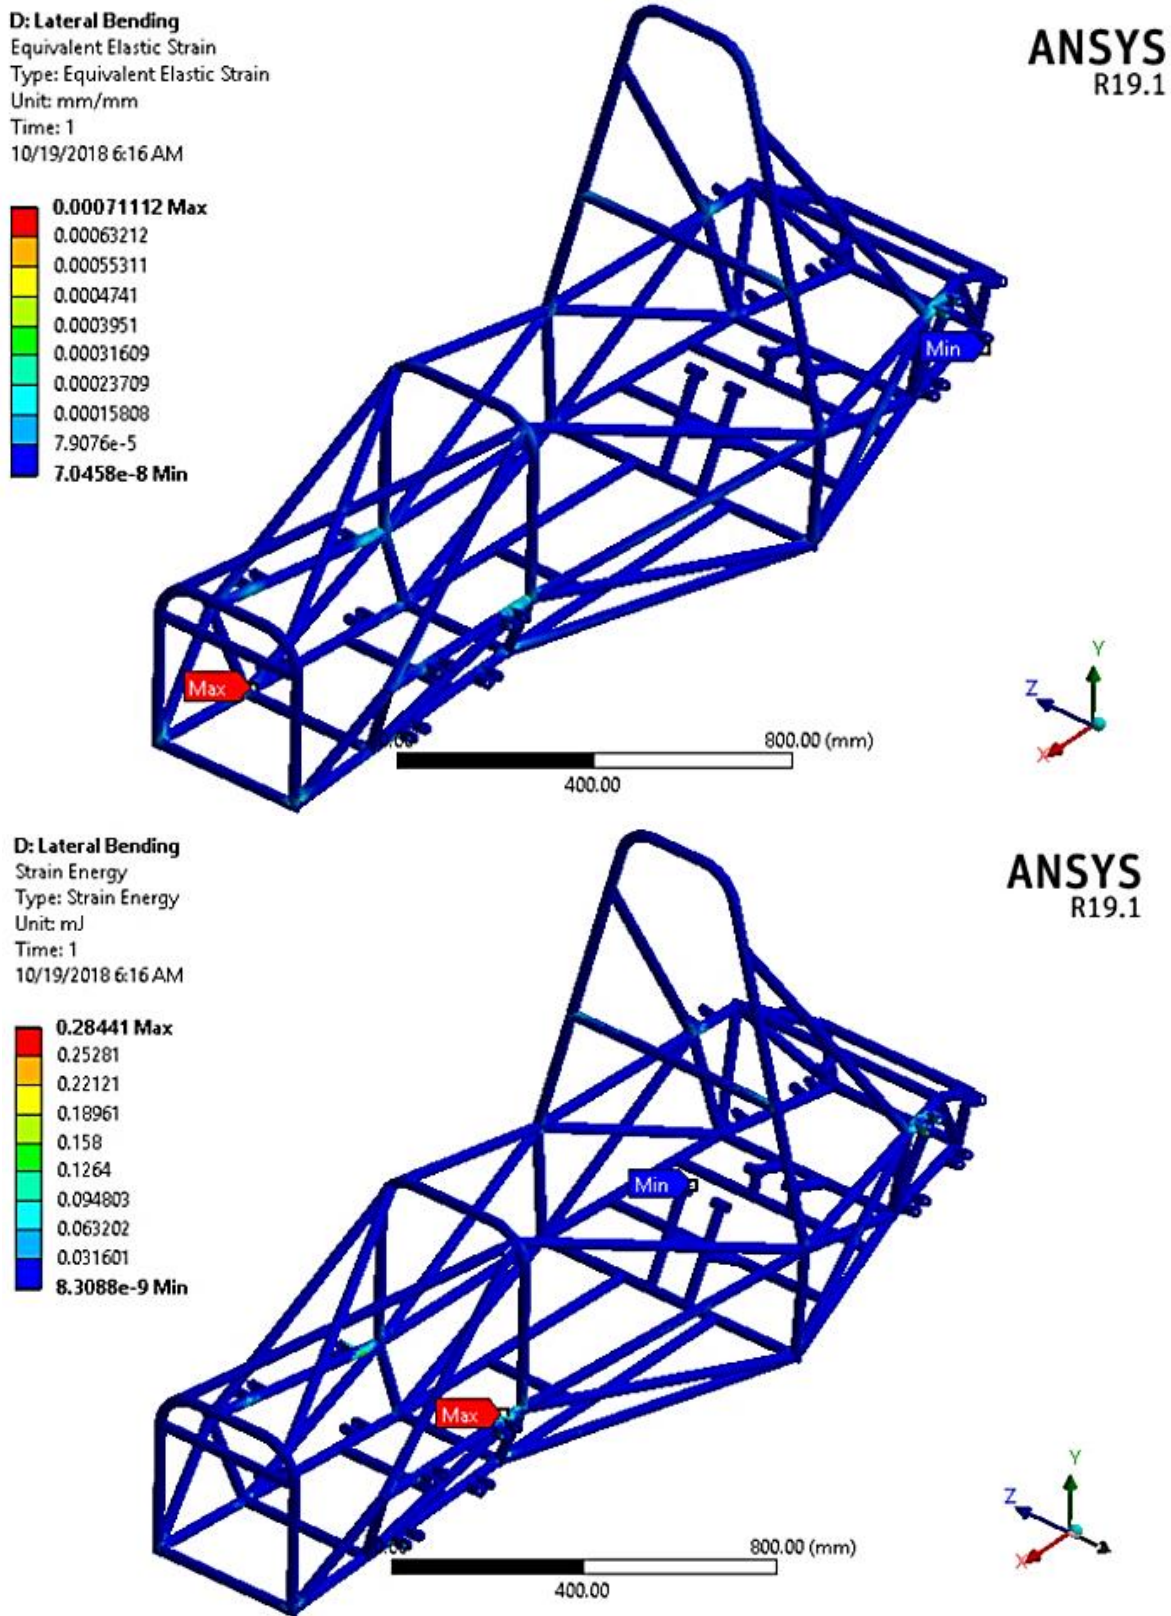 D: Lateral Bending
Equivalent Elastic Strain
Type: Equivalent Elastic Strain
Unit: mm/mm
Time: 1
10/19/2018 6:16 AM
ANSYS
R19.1
0.00071112 Max
0.00063212
0.00055311
0.0004741
0.0003951
0.00031609
0.00023709
0.00015808
7.9076e-5
7.0458e-8 Min
Min
Max
Y
Z
X
800.00 (mm)
400.00
D: Lateral Bending
Strain Energy
Type: Strain Energy
Unit: mJ
Time: 1
10/19/2018 6:16 AM
ANSYS
R19.1
0.28441 Max
0.25281
0.22121
0.18961
0.158
0.1264
0.094803
0.063202
0.031601
8.3088e-9 Min
Min
Max
Y
Z
X
800.00 (mm)
400.00